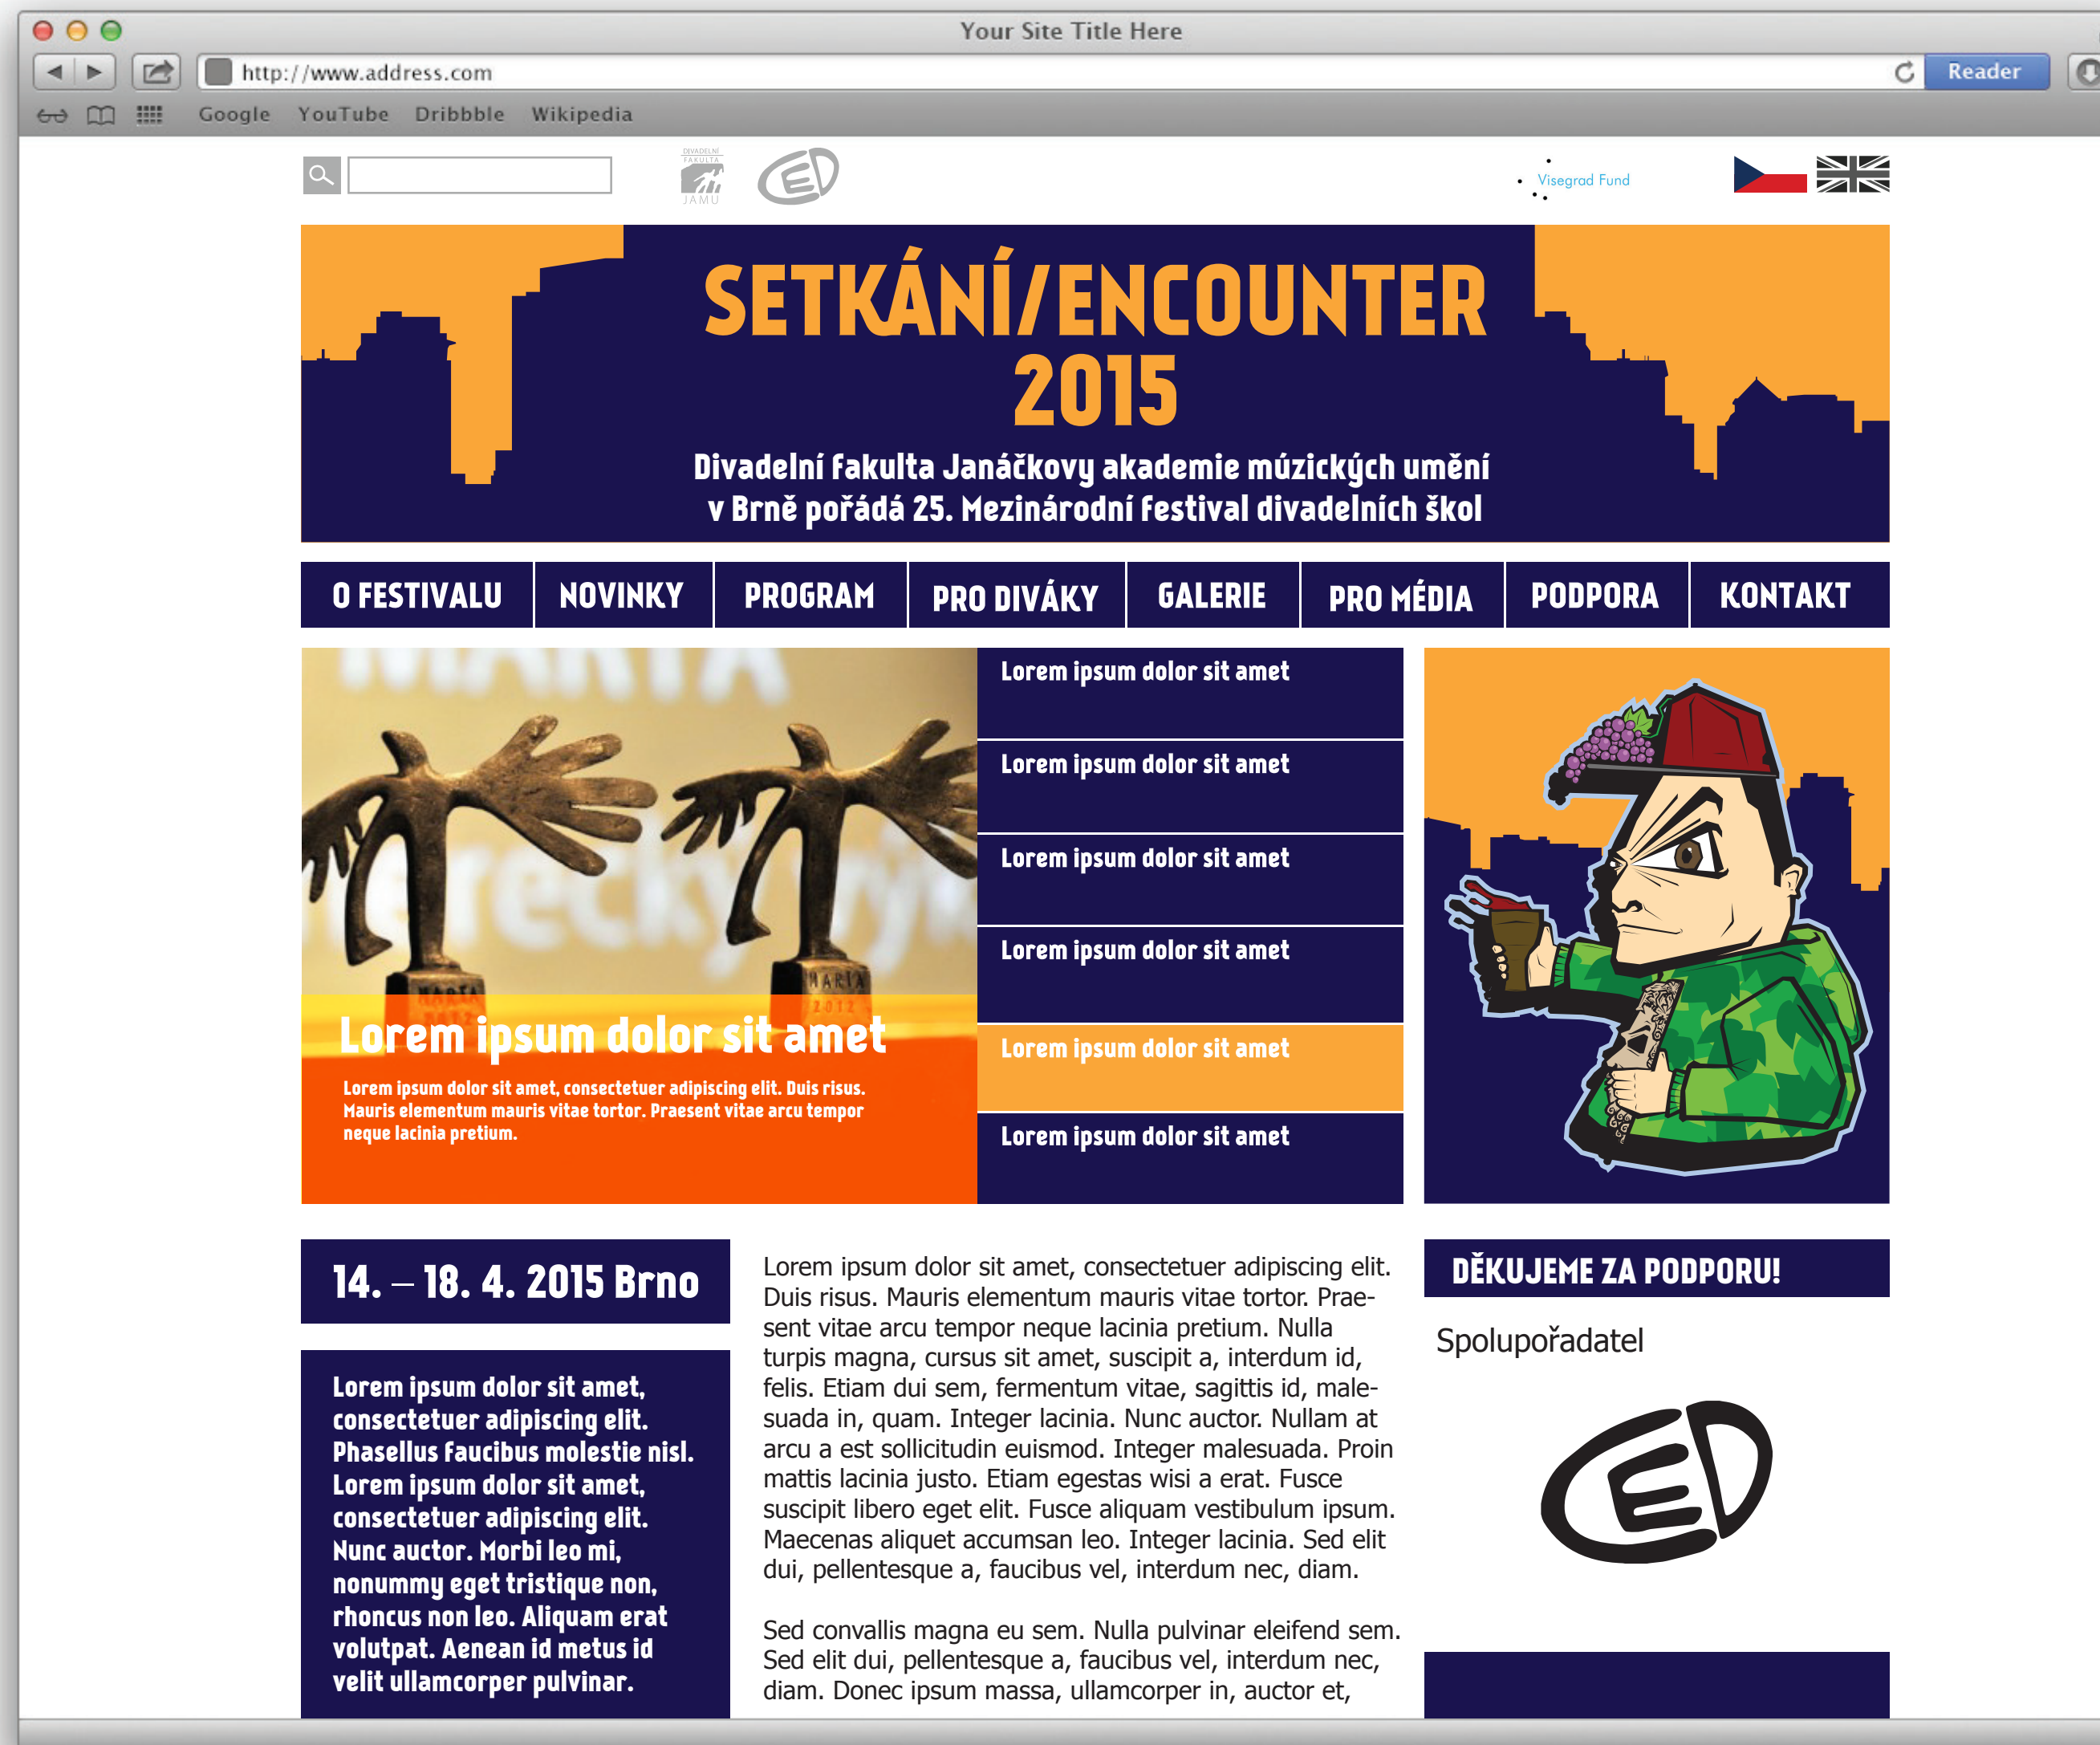 Your Site Title Here
http://www.address.com
Reader
Google YouTube Dribbble Wikipedia
DIVADELNÍ
FAKULTA
JAMU
CED
Visegrad Fund
SETKÁNÍ/ENCOUNTER
2015
Divadelní fakulta Janáčkovy akademie múzických umění
v Brně pořádá 25. Mezinárodní festival divadelních škol
O FESTIVALU NOVINKY PROGRAM PRO DIVÁKY GALERIE PRO MÉDIA PODPORA KONTAKT
MARTA
MARTA
MARTA
2012
Lorem ipsum dolor sit amet
Lorem ipsum dolor sit amet, consectetuer adipiscing elit. Duis risus.
Mauris elementum mauris vitae tortor. Praesent vitae arcu tempor
neque lacinia pretium.
Lorem ipsum dolor sit amet
Lorem ipsum dolor sit amet
Lorem ipsum dolor sit amet
Lorem ipsum dolor sit amet
Lorem ipsum dolor sit amet
Lorem ipsum dolor sit amet
14. – 18. 4. 2015 Brno
Lorem ipsum dolor sit amet,
consectetuer adipiscing elit.
Phasellus faucibus molestie nisl.
Lorem ipsum dolor sit amet,
consectetuer adipiscing elit.
Nunc auctor. Morbi leo mi,
nonummy eget tristique non,
rhoncus non leo. Aliquam erat
volutpat. Aenean id metus id
velit ullamcorper pulvinar.
Lorem ipsum dolor sit amet, consectetuer adipiscing elit.
Duis risus. Mauris elementum mauris vitae tortor. Prae-
sent vitae arcu tempor neque lacinia pretium. Nulla
turpis magna, cursus sit amet, suscipit a, interdum id,
felis. Etiam dui sem, fermentum vitae, sagittis id, male-
suada in, quam. Integer lacinia. Nunc auctor. Nullam at
arcu a est sollicitudin euismod. Integer malesuada. Proin
mattis lacinia justo. Etiam egestas wisi a erat. Fusce
suscipit libero eget elit. Fusce aliquam vestibulum ipsum.
Maecenas aliquet accumsan leo. Integer lacinia. Sed elit
dui, pellentesque a, faucibus vel, interdum nec, diam.
Sed convallis magna eu sem. Nulla pulvinar eleifend sem.
Sed elit dui, pellentesque a, faucibus vel, interdum nec,
diam. Donec ipsum massa, ullamcorper in, auctor et,
DĚKUJEME ZA PODPORU!
Spolupořadatel
CED